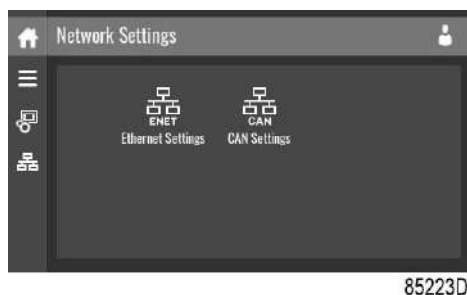 Network Settings
ENET
CAN
Ethernet Settings
CAN Settings
85223D